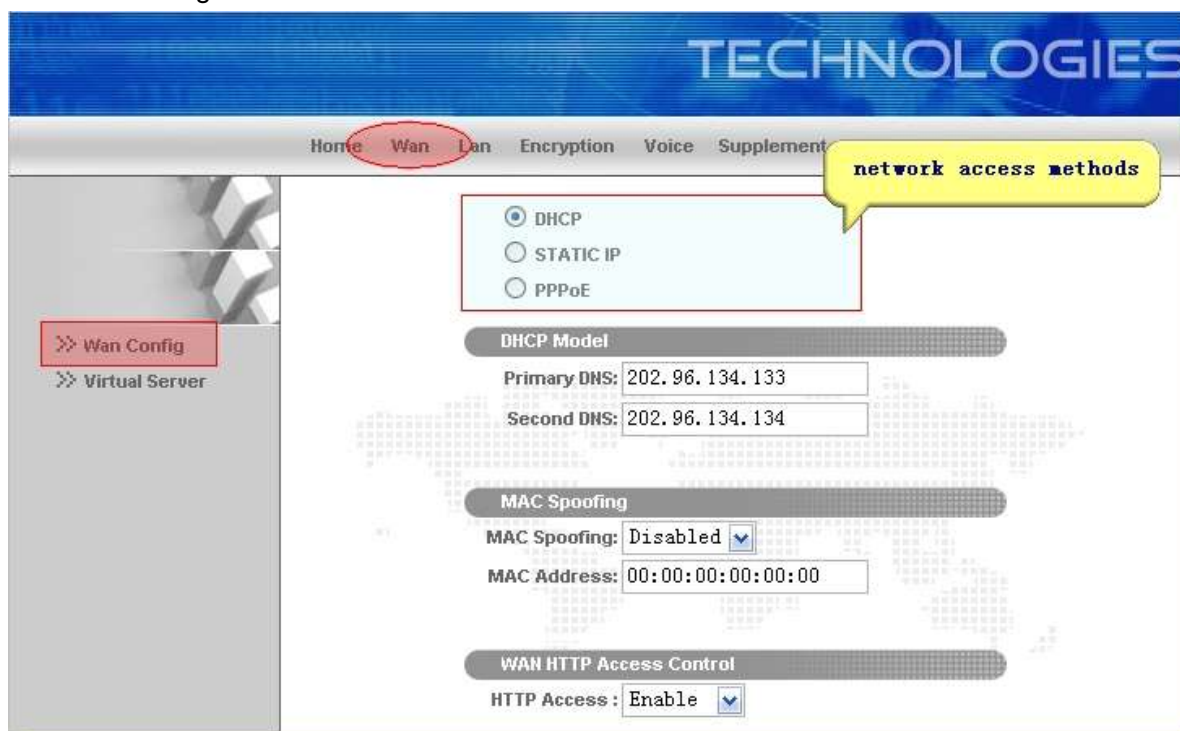 TECHNOLOGIES
Home Wan Lan Encryption Voice Supplement
network access methods
DHCP
STATIC IP
PPPoE
>> Wan Config
>> Virtual Server
DHCP Model
Primary DNS: 202.96.134.133
Second DNS: 202.96.134.134
MAC Spoofing
MAC Spoofing: Disabled
MAC Address: 00:00:00:00:00:00
WAN HTTP Access Control
HTTP Access : Enable